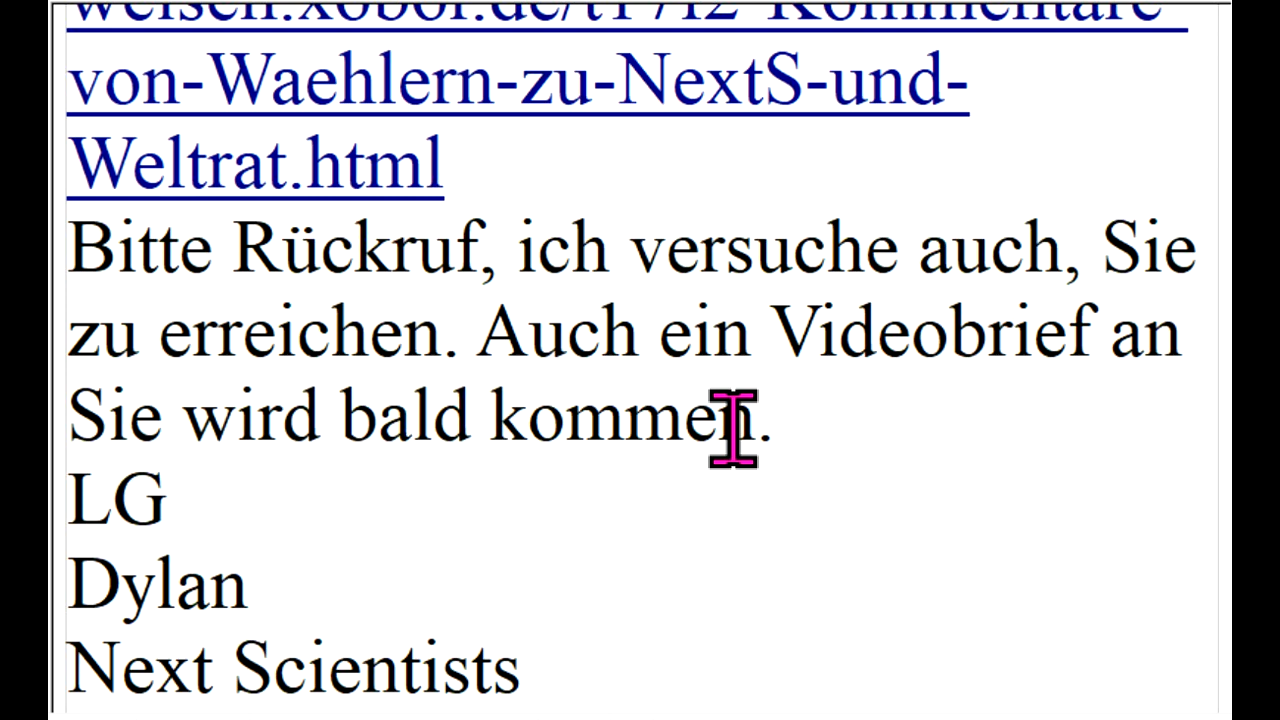 von-Waehlern-zu-NextS-und-
Weltrat.html
Bitte Rückruf, ich versuche auch, Sie
zu erreichen. Auch ein Videobrief an
Sie wird bald kommen.
LG
Dylan
Next Scientists